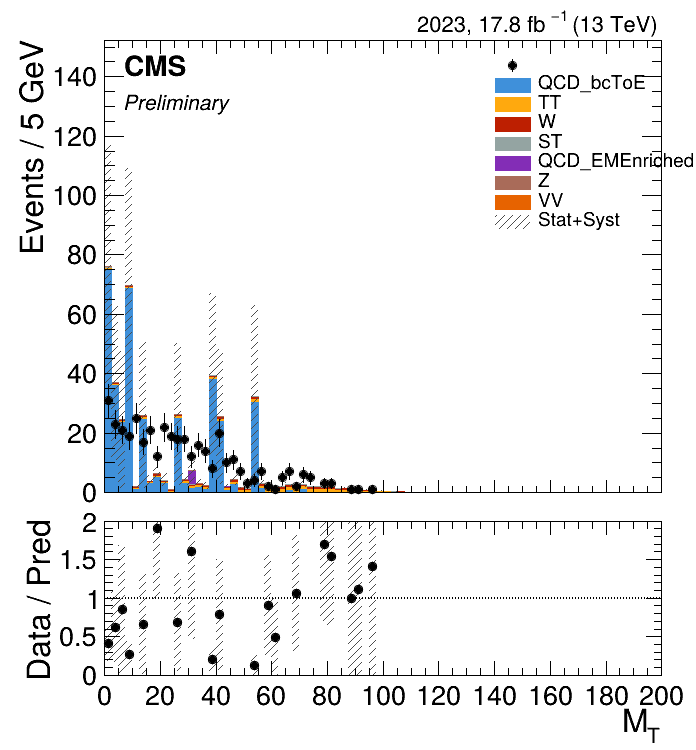 2023, 17.8 fb⁻¹ (13 TeV)
CMS
Preliminary
QCD_bcToE
TT
W
ST
QCD_EMEnriched
Z
VV
Stat+Syst
Events / 5 GeV
140
120
100
80
60
40
20
0
Data / Pred
2
1.5
1
0.5
0
0 20 40 60 80 100 120 140 160 180 200
M_T